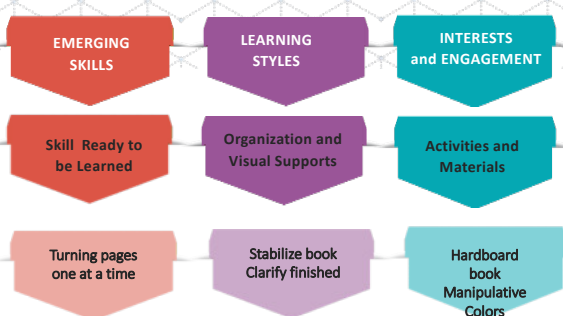 EMERGING
SKILLS
LEARNING
STYLES
INTERESTS
and ENGAGEMENT
Skill Ready to
be Learned
Organization and
Visual Supports
Activities and
Materials
Turning pages
one at a time
Stabilize book
Clarify finished
Hardboard
book
Manipulative
Colors